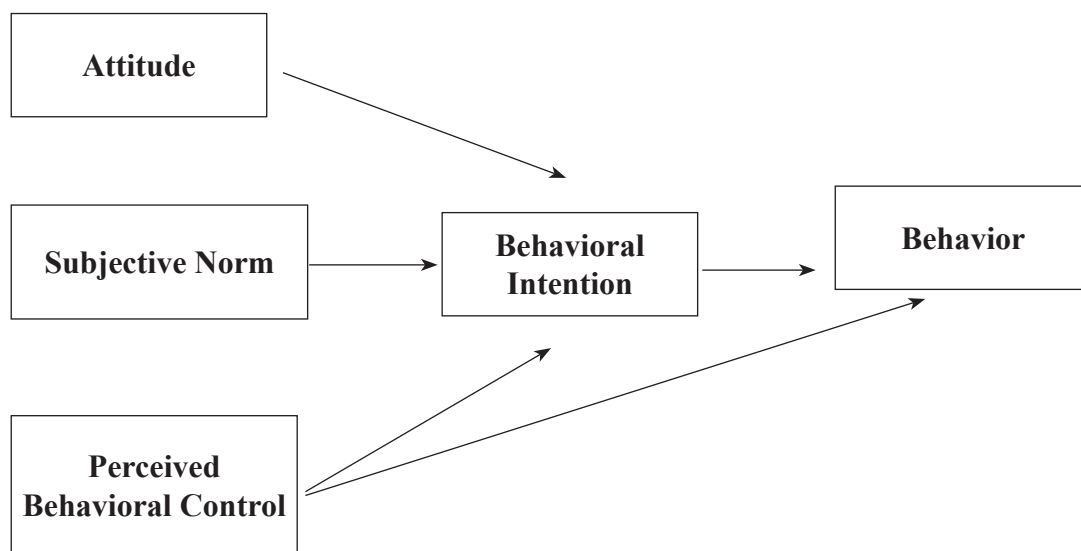 Attitude
Subjective Norm
Behavioral
Intention
Behavior
Perceived
Behavioral Control